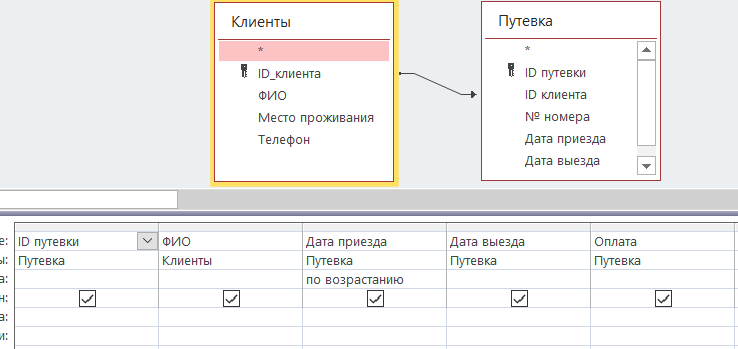 Клиенты
*
ID_клиента
ФИО
Место проживания
Телефон
Путевка
*
ID путевки
ID клиента
№ номера
Дата приезда
Дата выезда
е: ID путевки ФИО Дата приезда Дата выезда Оплата
ы: Путевка Клиенты Путевка Путевка Путевка
а: по возрастанию
н:
а:
и: